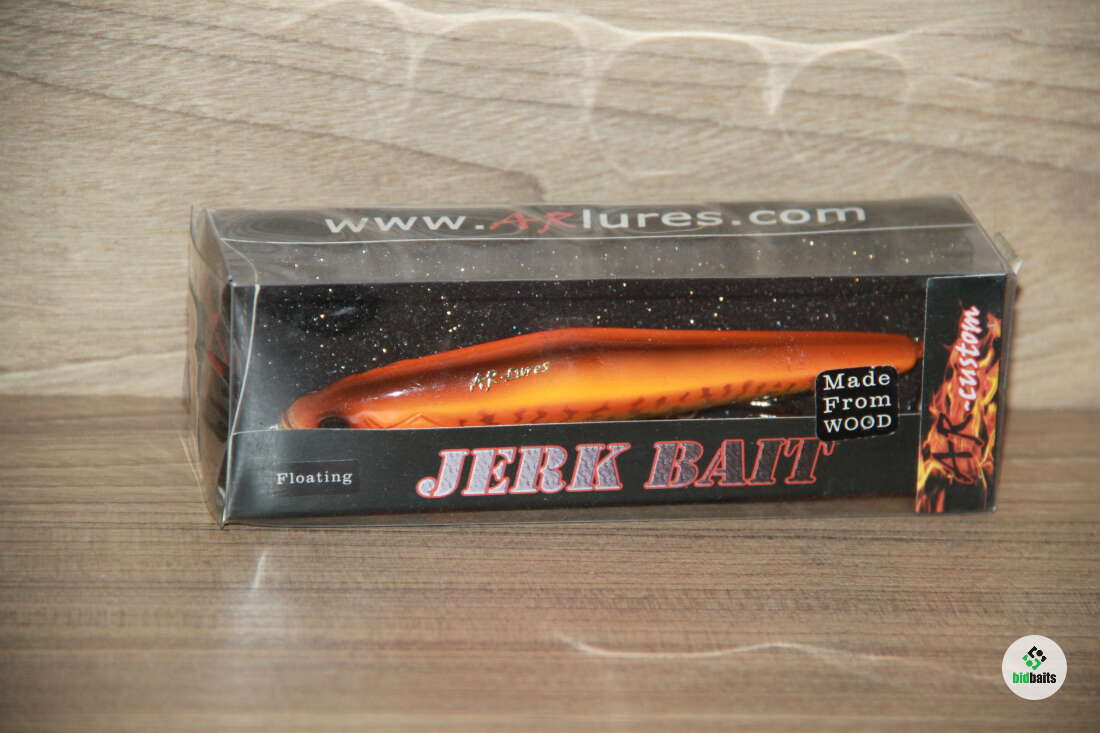 www.ARlures.com
AR-Lures
Made
From
WOOD
Floating
JERK BAIT
AR-custom
bidbaits